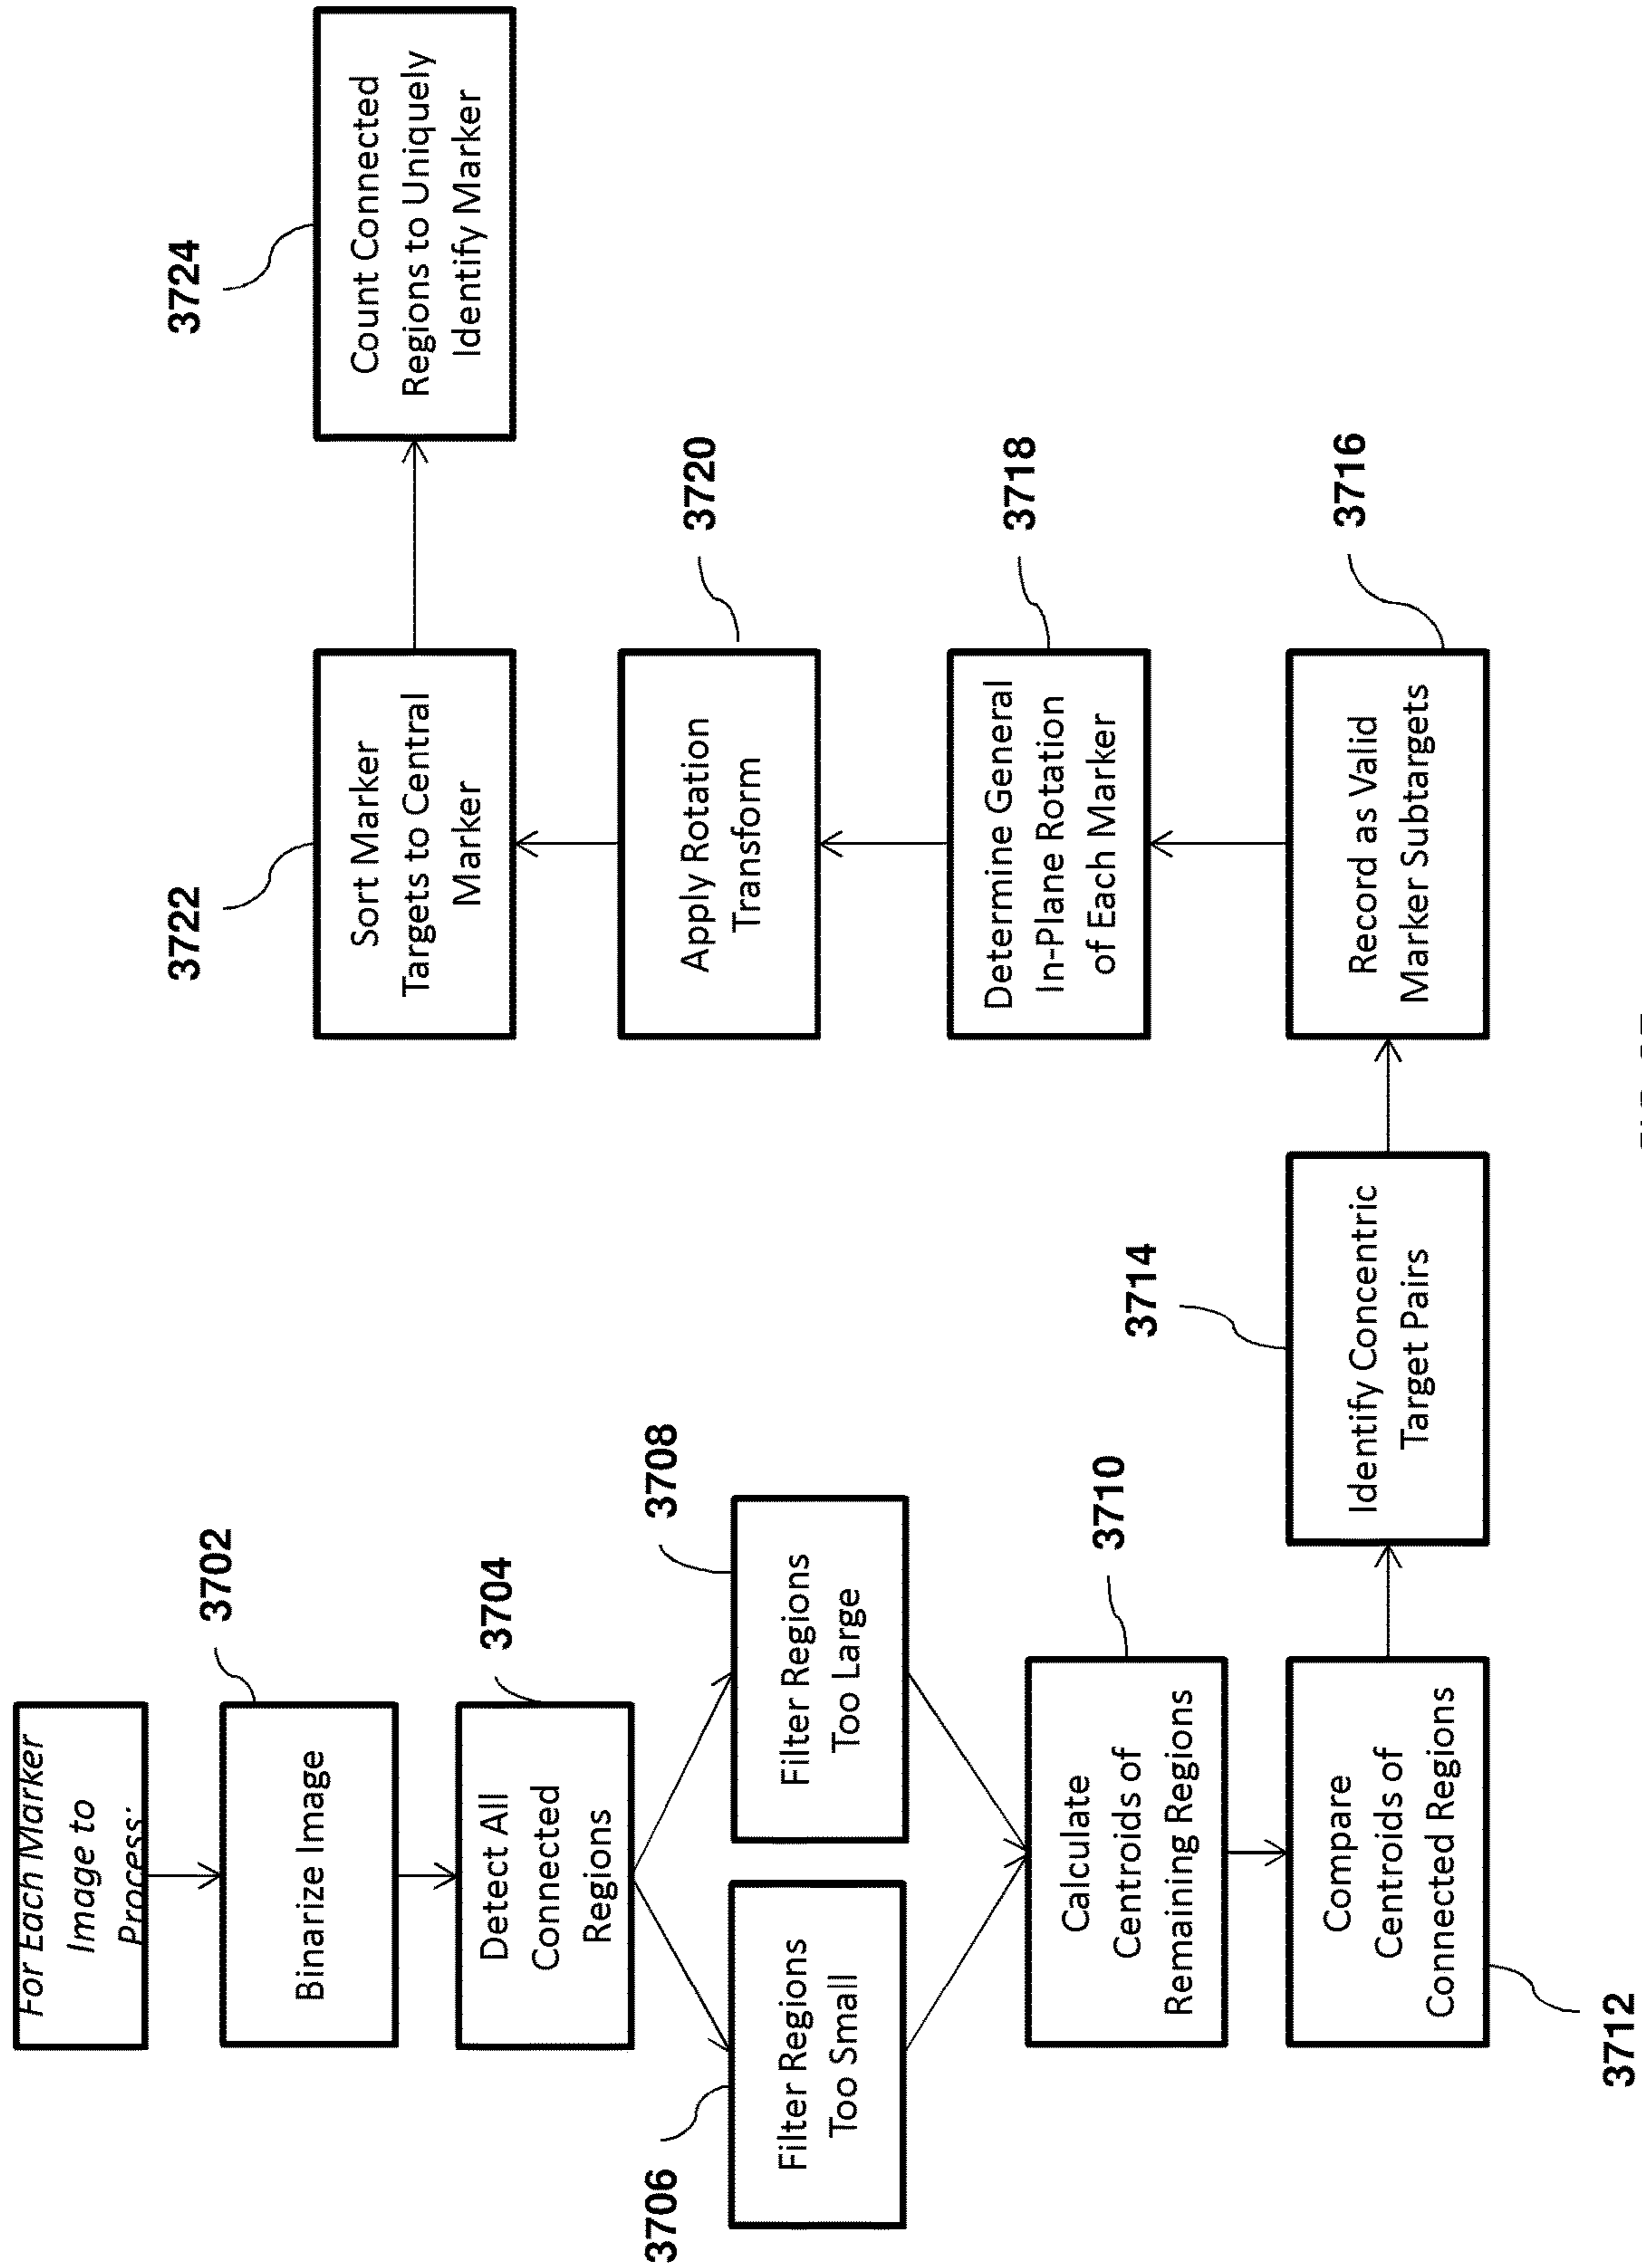 For Each Marker
Image to
Process:
3702
Binarize Image
3704
Detect All
Connected
Regions
3706
Filter Regions
Too Small
3708
Filter Regions
Too Large
3710
Calculate
Centroids of
Remaining Regions
3712
Compare
Centroids of
Connected Regions
3714
Identify Concentric
Target Pairs
3716
Record as Valid
Marker Subtargets
3718
Determine General
In-Plane Rotation
of Each Marker
3720
Apply Rotation
Transform
3722
Sort Marker
Targets to Central
Marker
3724
Count Connected
Regions to Uniquely
Identify Marker